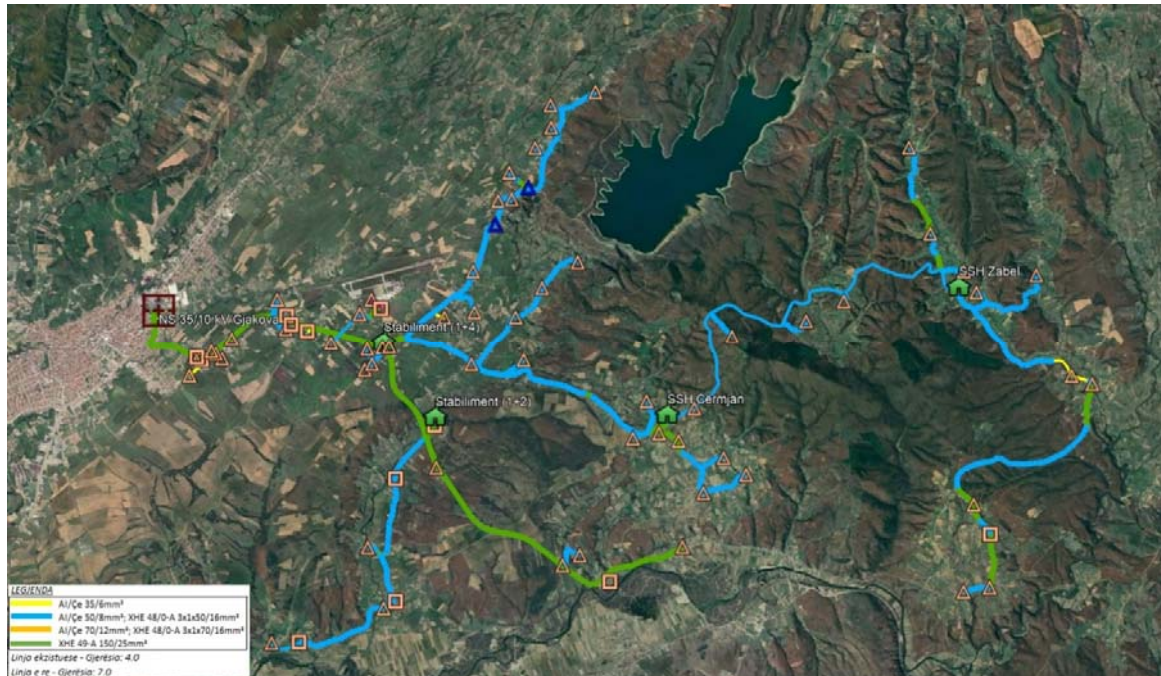 SSH Zabel
NS 35/10 kV Gjakova
Stabiliment (1+4)
Stabiliment (1+2)
SSH Cermjan
LEGJENDA
Al/Çe 35/6mm²
Al/Çe 50/8mm²; XHE 48/0-A 3x1x50/16mm²
Al/Çe 70/12mm²; XHE 48/0-A 3x1x70/16mm²
XHE 49-A 150/25mm²
Linja ekzistuese - Gjerësia: 4.0
Linja e re - Gjerësia: 7.0